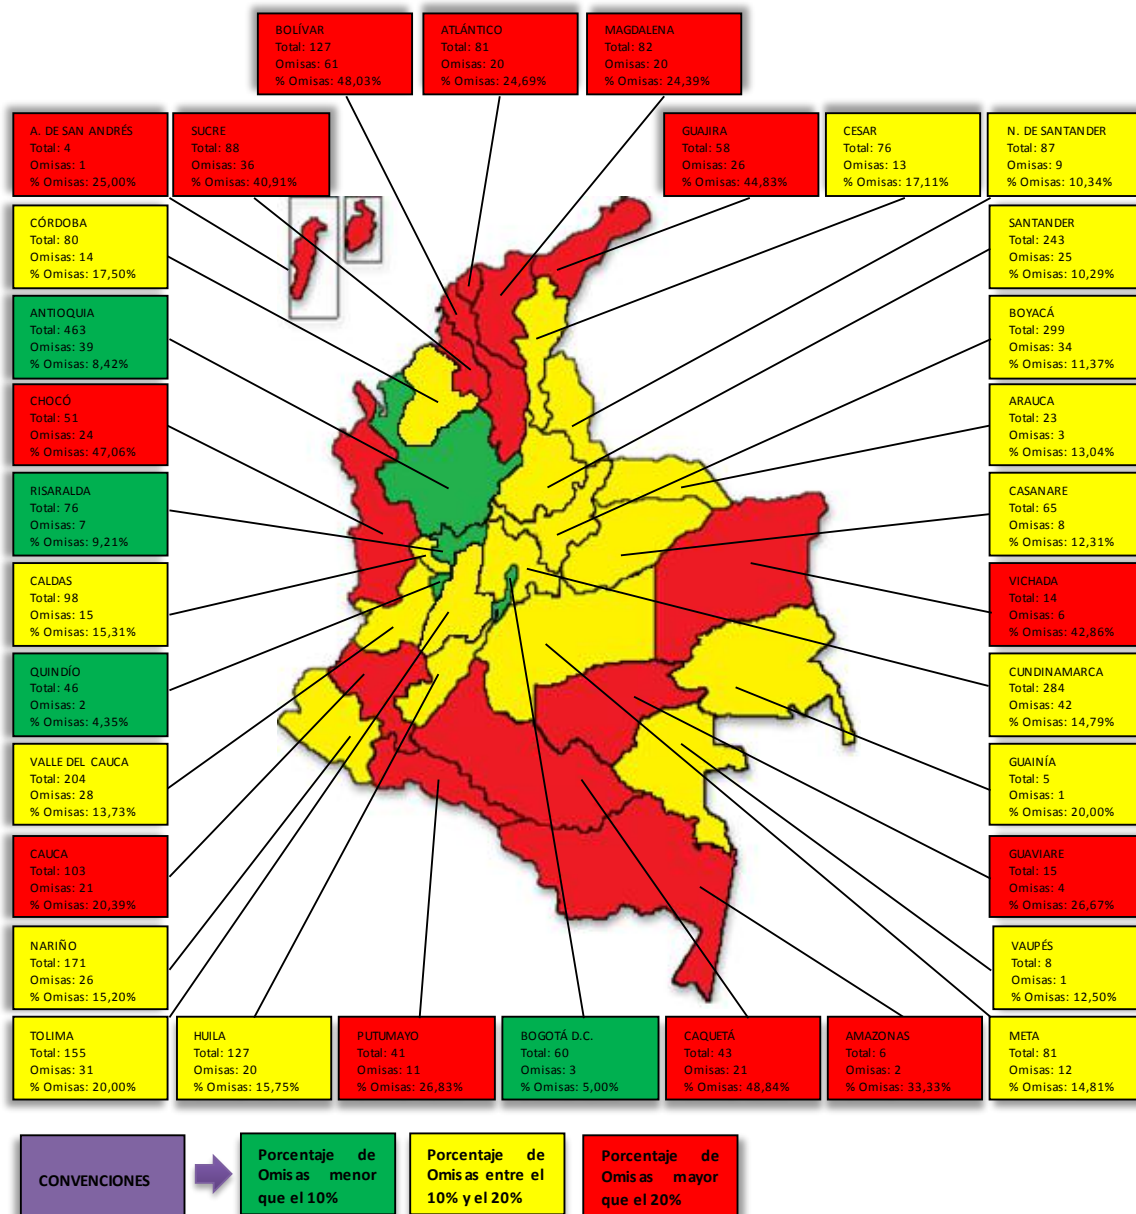 BOLÍVAR
Total: 127
Omisas: 61
% Omisas: 48,03%
ATLÁNTICO
Total: 81
Omisas: 20
% Omisas: 24,69%
MAGDALENA
Total: 82
Omisas: 20
% Omisas: 24,39%
A. DE SAN ANDRÉS
Total: 4
Omisas: 1
% Omisas: 25,00%
SUCRE
Total: 88
Omisas: 36
% Omisas: 40,91%
GUAJIRA
Total: 58
Omisas: 26
% Omisas: 44,83%
CESAR
Total: 76
Omisas: 13
% Omisas: 17,11%
N. DE SANTANDER
Total: 87
Omisas: 9
% Omisas: 10,34%
CÓRDOBA
Total: 80
Omisas: 14
% Omisas: 17,50%
SANTANDER
Total: 243
Omisas: 25
% Omisas: 10,29%
ANTIOQUIA
Total: 463
Omisas: 39
% Omisas: 8,42%
BOYACÁ
Total: 299
Omisas: 34
% Omisas: 11,37%
CHOCÓ
Total: 51
Omisas: 24
% Omisas: 47,06%
ARAUCA
Total: 23
Omisas: 3
% Omisas: 13,04%
RISARALDA
Total: 76
Omisas: 7
% Omisas: 9,21%
CASANARE
Total: 65
Omisas: 8
% Omisas: 12,31%
CALDAS
Total: 98
Omisas: 15
% Omisas: 15,31%
VICHADA
Total: 14
Omisas: 6
% Omisas: 42,86%
QUINDÍO
Total: 46
Omisas: 2
% Omisas: 4,35%
CUNDINAMARCA
Total: 284
Omisas: 42
% Omisas: 14,79%
VALLE DEL CAUCA
Total: 204
Omisas: 28
% Omisas: 13,73%
GUAINÍA
Total: 5
Omisas: 1
% Omisas: 20,00%
CAUCA
Total: 103
Omisas: 21
% Omisas: 20,39%
GUAVIARE
Total: 15
Omisas: 4
% Omisas: 26,67%
NARIÑO
Total: 171
Omisas: 26
% Omisas: 15,20%
VAUPÉS
Total: 8
Omisas: 1
% Omisas: 12,50%
TOLIMA
Total: 155
Omisas: 31
% Omisas: 20,00%
HUILA
Total: 127
Omisas: 20
% Omisas: 15,75%
PUTUMAYO
Total: 41
Omisas: 11
% Omisas: 26,83%
BOGOTÁ D.C.
Total: 60
Omisas: 3
% Omisas: 5,00%
CAQUETÁ
Total: 43
Omisas: 21
% Omisas: 48,84%
AMAZONAS
Total: 6
Omisas: 2
% Omisas: 33,33%
META
Total: 81
Omisas: 12
% Omisas: 14,81%
CONVENCIONES
Porcentaje de
Omisas menor
que el 10%
Porcentaje de
Omisas entre el
10% y el 20%
Porcentaje de
Omisas mayor
que el 20%